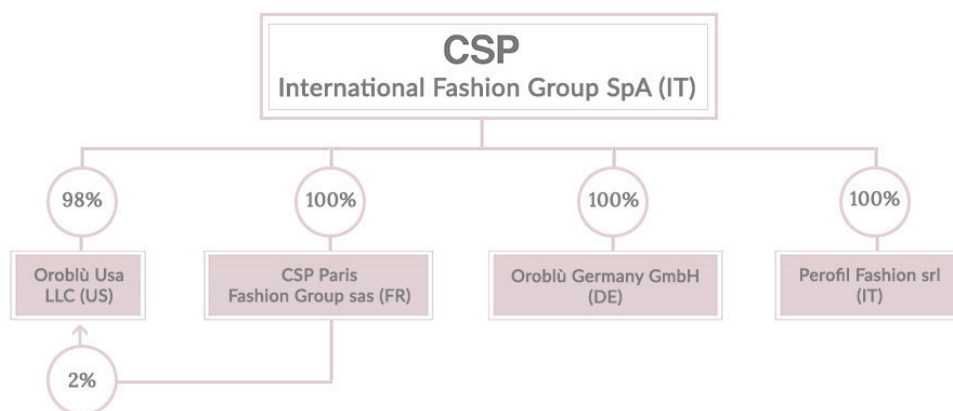 CSP
International Fashion Group SpA (IT)
98%
100%
100%
100%
Oroblù Usa
LLC (US)
CSP Paris
Fashion Group sas (FR)
Oroblù Germany GmbH
(DE)
Perofil Fashion srl
(IT)
2%